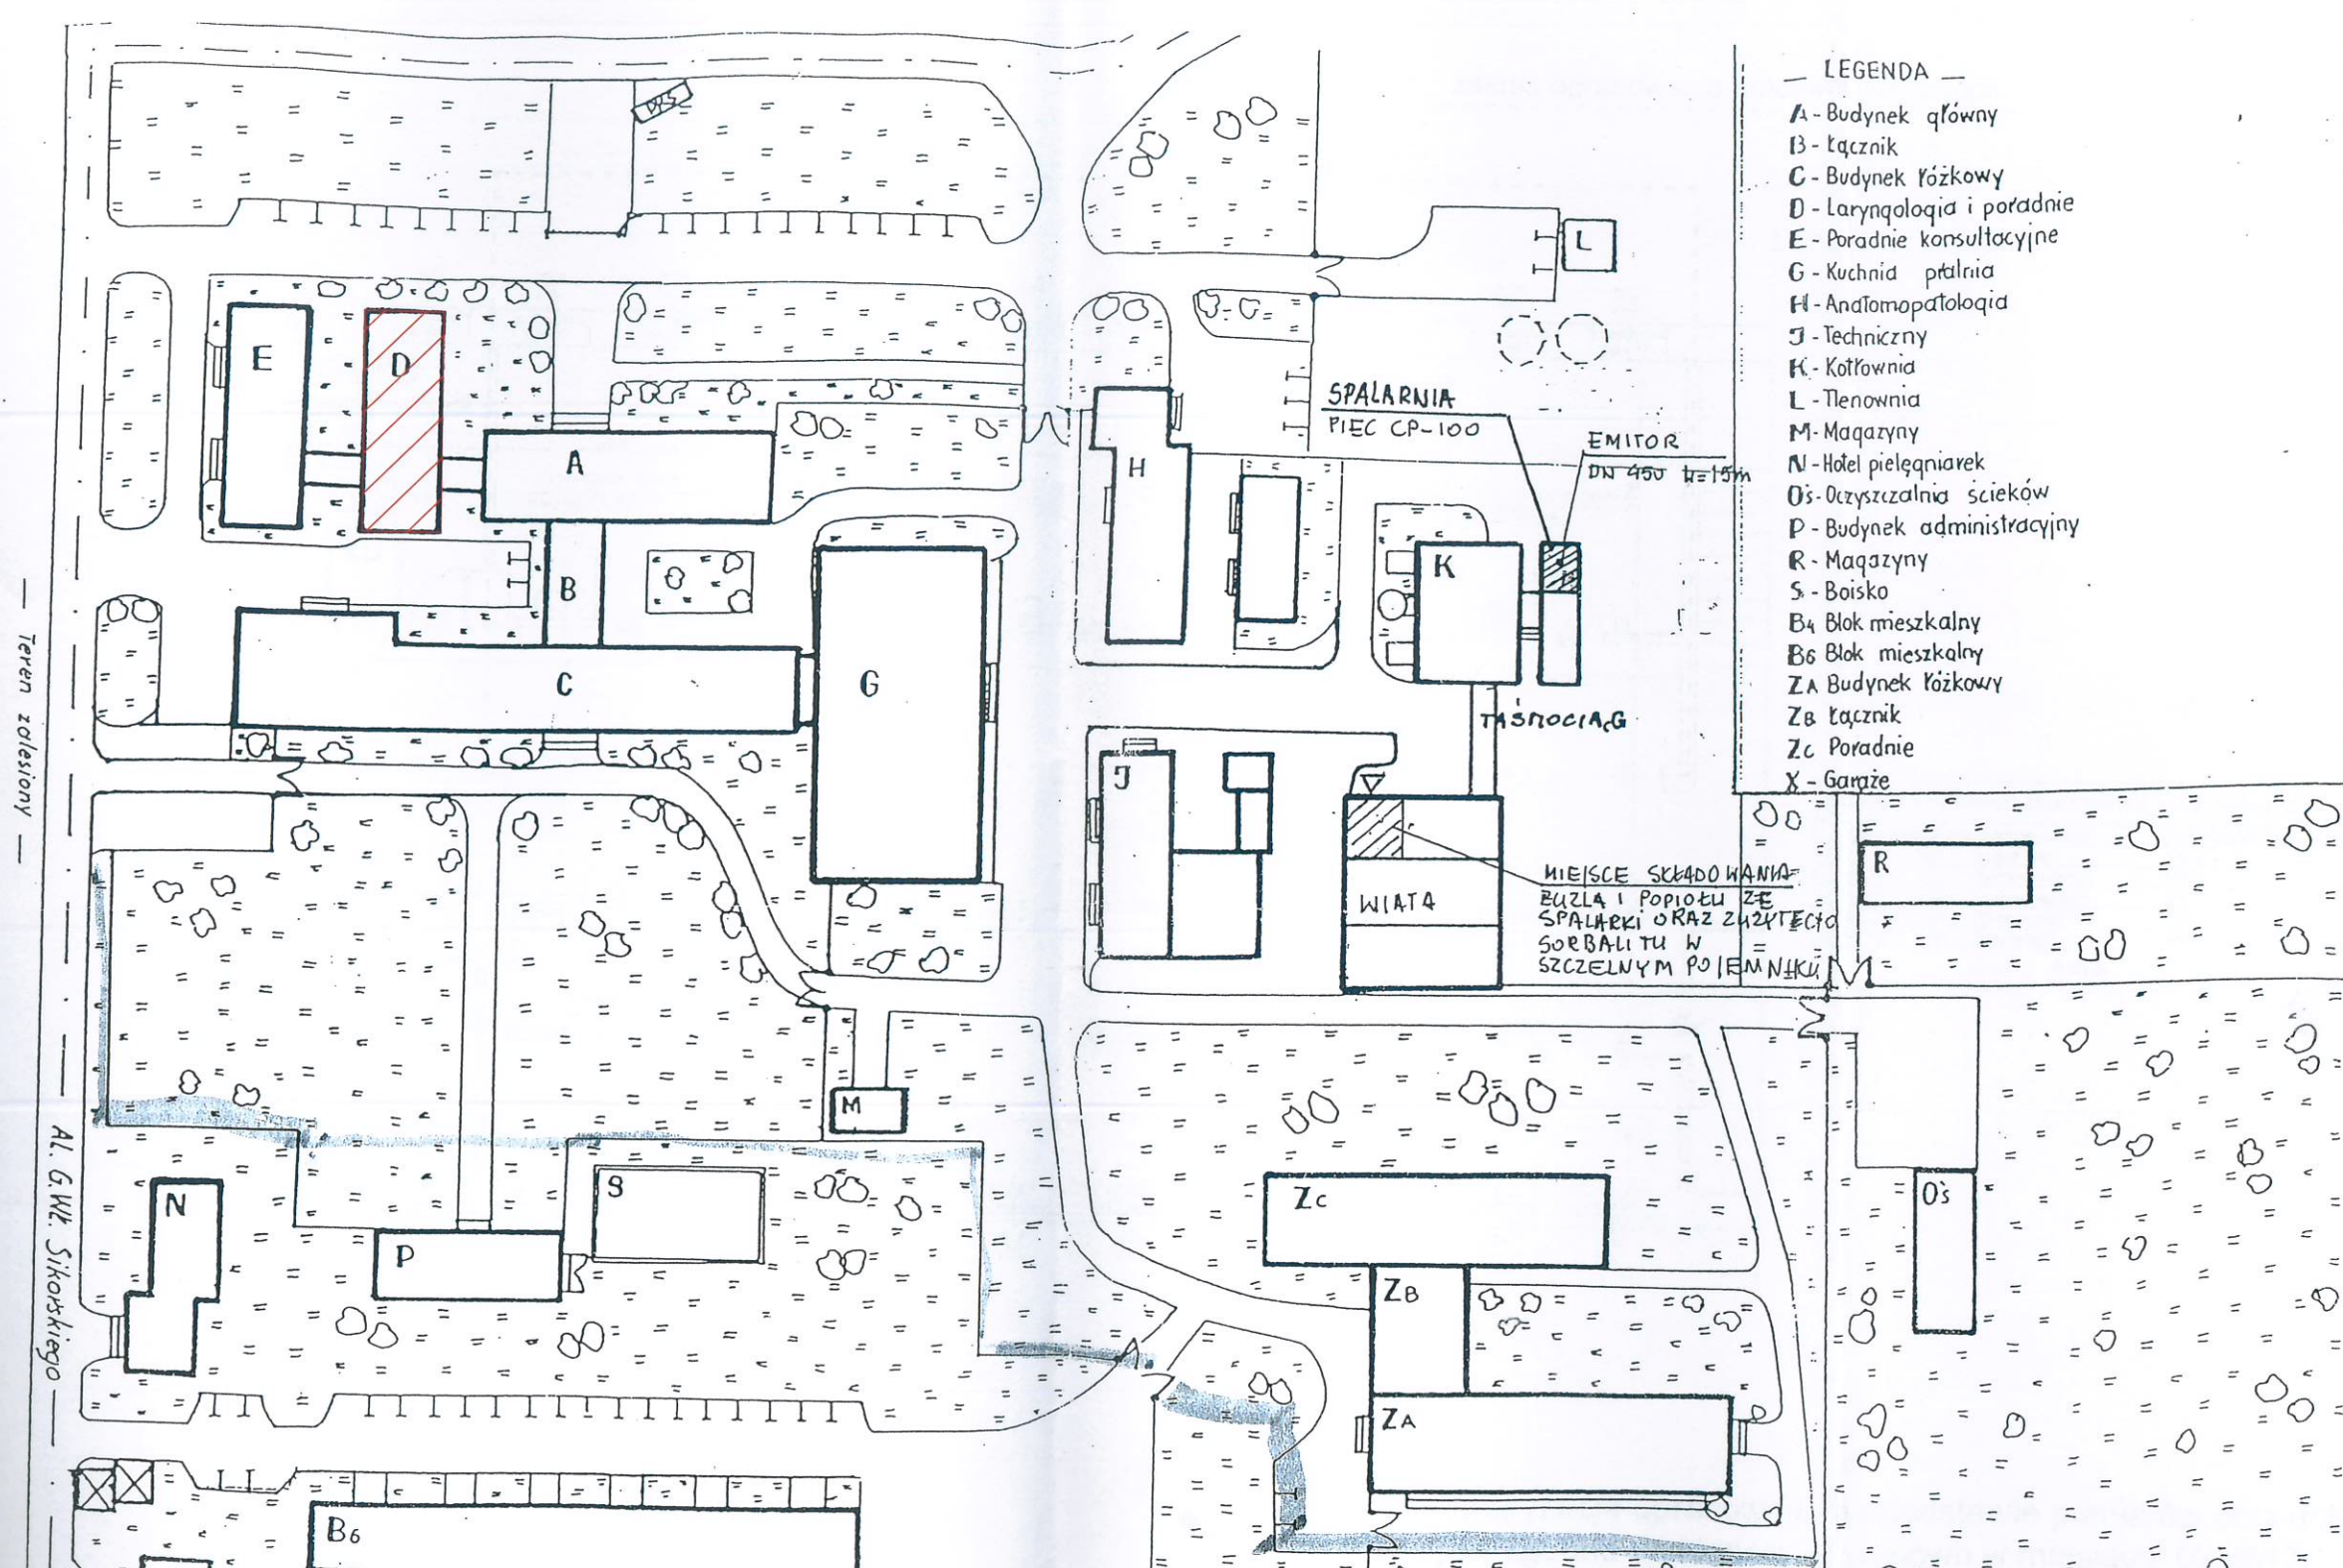 — LEGENDA —
A - Budynek główny
B - Łącznik
C - Budynek łóżkowy
D - Laryngologia i poradnie
E - Poradnie konsultacyjne
G - Kuchnia pralnia
H - Anatomopatologia
J - Techniczny
K - Kotłownia
L - Tlenownia
M - Magazyny
N - Hotel pielęgniarek
Oś - Oczyszczalnia ścieków
P - Budynek administracyjny
R - Magazyny
S - Boisko
B4 Blok mieszkalny
B6 Blok mieszkalny
ZA Budynek łóżkowy
ZB Łącznik
ZC Poradnie
X - Garaże
L
E
D
A
SPALARNIA
PIEC CP-100
EMITOR
DN 450 h=15m
H
B
K
C
G
TAŚMOCIĄG
J
WIATA
MIEJSCE SKŁADOWANIA
ŻUŻLA I POPIOŁU ZE
SPALARKI ORAZ ZUŻYTEGO
SORBALITU W
SZCZELNYM POJEMNIKU
R
M
N
P
S
ZC
Oś
ZB
ZA
B6
— Teren zalesiony —
Al. G. Wł. Sikorskiego